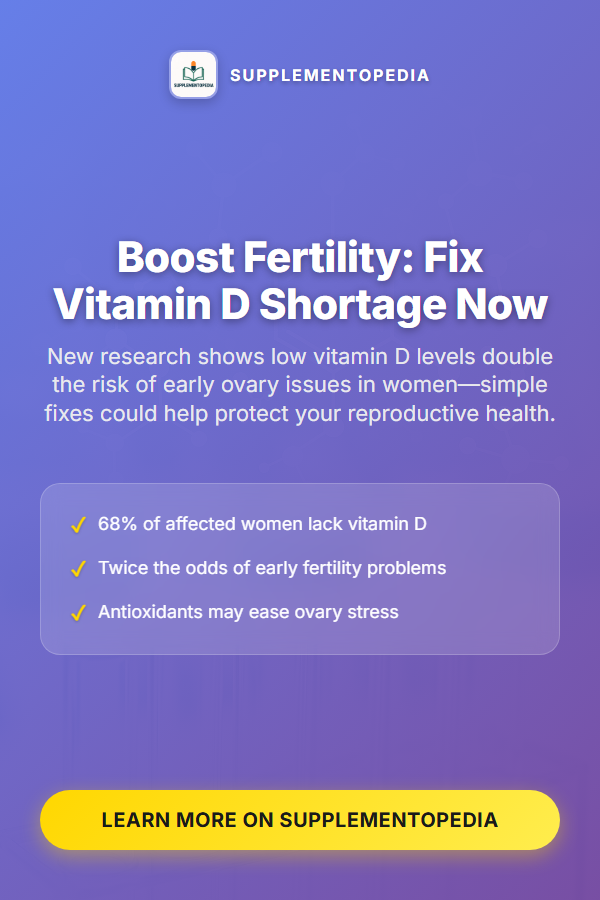 SUPPLEMENTOPEDIA
SUPPLEMENTOPEDIA
Boost Fertility: Fix
Vitamin D Shortage Now
New research shows low vitamin D levels double
the risk of early ovary issues in women—simple
fixes could help protect your reproductive health.
✓ 68% of affected women lack vitamin D
✓ Twice the odds of early fertility problems
✓ Antioxidants may ease ovary stress
LEARN MORE ON SUPPLEMENTOPEDIA